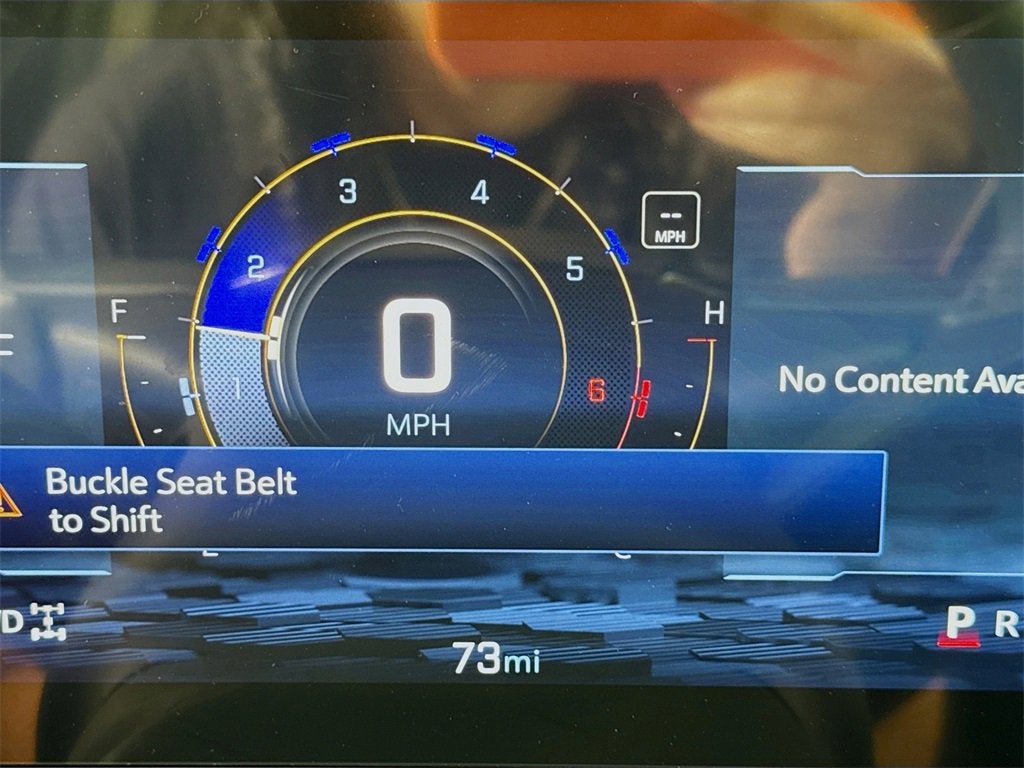 3 4
2 5
--
MPH
F H
0
1 6
MPH
No Content Ava
Buckle Seat Belt
to Shift
D
P R
73mi